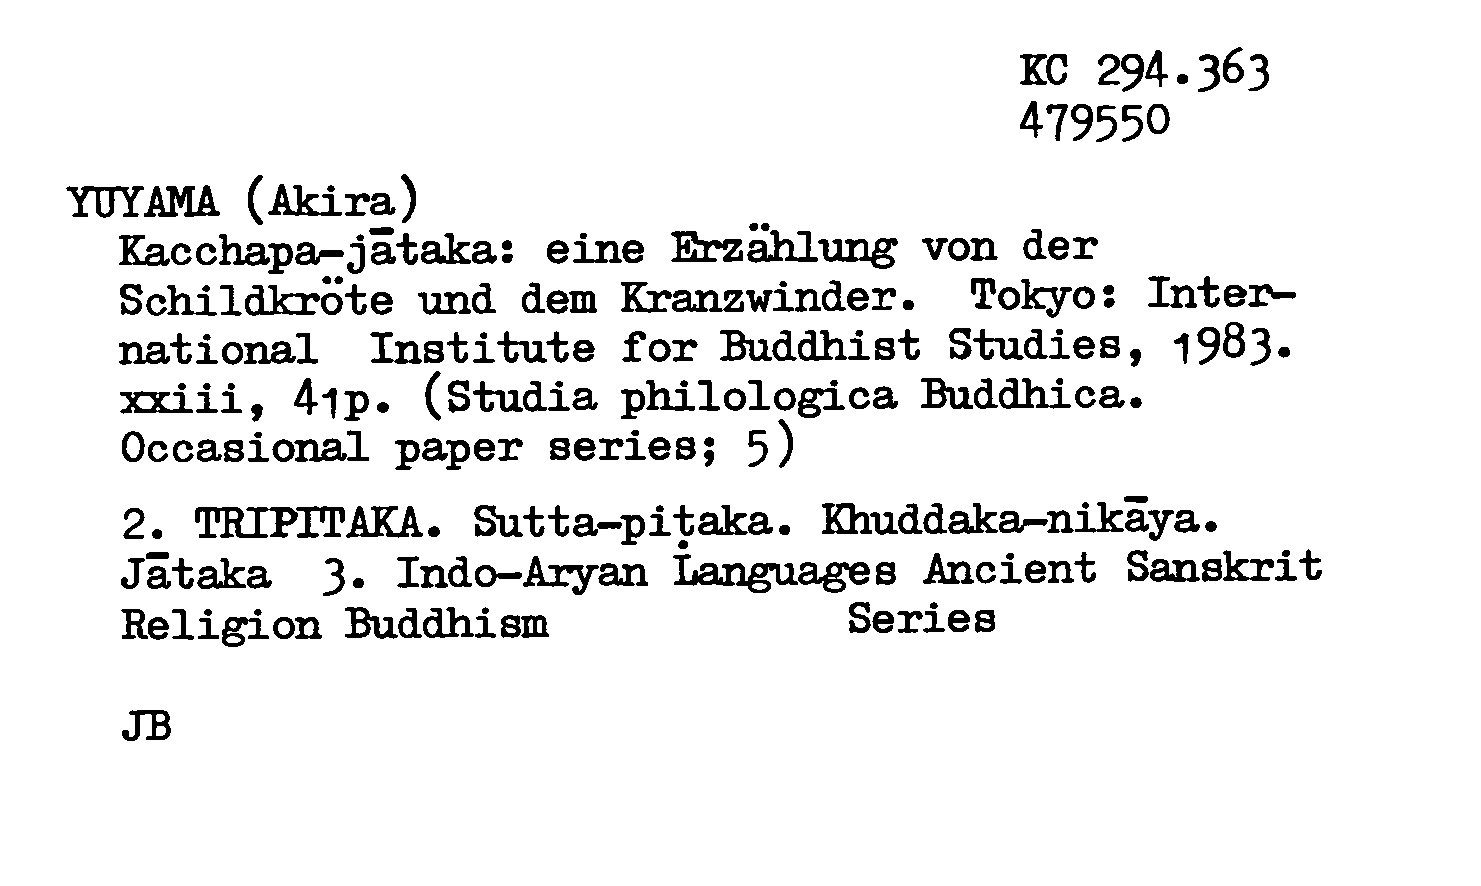 KC 294.363
479550
YUYAMA (Akira)
Kacchapa-jātaka: eine Erzählung von der
Schildkröte und dem Kranzwinder. Tokyo: Inter-
national Institute for Buddhist Studies, 1983.
xxiii, 41p. (Studia philologica Buddhica.
Occasional paper series; 5)
2. TRIPITAKA. Sutta-piṭaka. Khuddaka-nikāya.
Jātaka 3. Indo-Aryan Languages Ancient Sanskrit
Religion Buddhism Series
JB